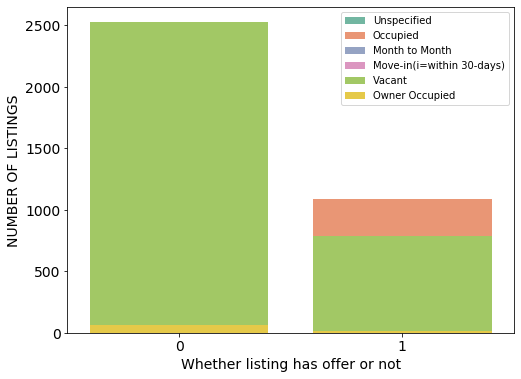 2500
2000
1500
1000
500
0
NUMBER OF LISTINGS
Unspecified
Occupied
Month to Month
Move-in(i=within 30-days)
Vacant
Owner Occupied
0 1
Whether listing has offer or not